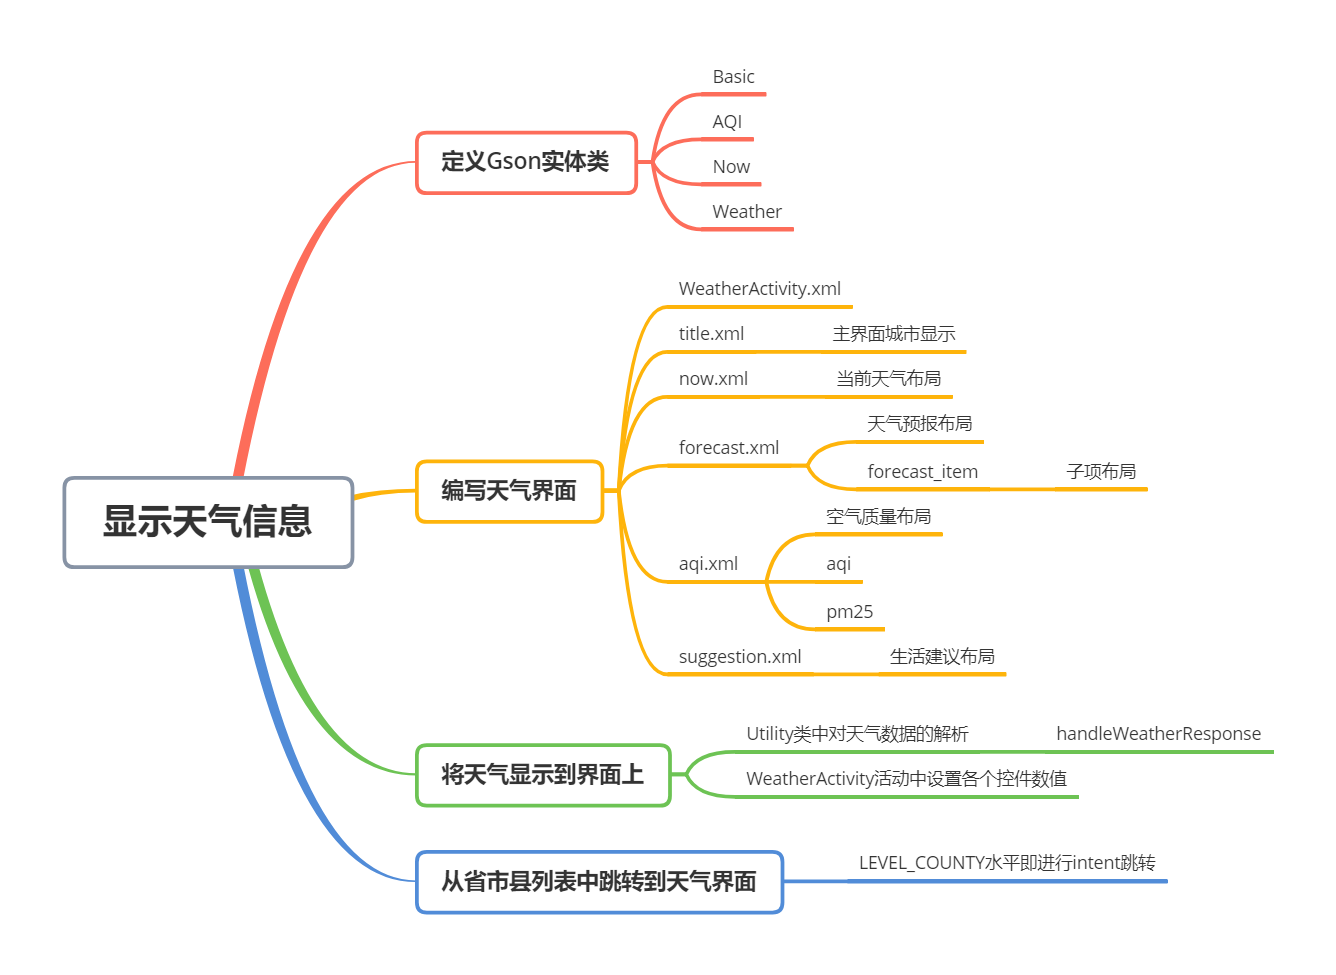 显示天气信息
定义Gson实体类
Basic
AQI
Now
Weather
编写天气界面
WeatherActivity.xml
title.xml
主界面城市显示
now.xml
当前天气布局
forecast.xml
天气预报布局
forecast_item
子项布局
aqi.xml
空气质量布局
aqi
pm25
suggestion.xml
生活建议布局
将天气显示到界面上
Utility类中对天气数据的解析
handleWeatherResponse
WeatherActivity活动中设置各个控件数值
从省市县列表中跳转到天气界面
LEVEL_COUNTY水平即进行intent跳转